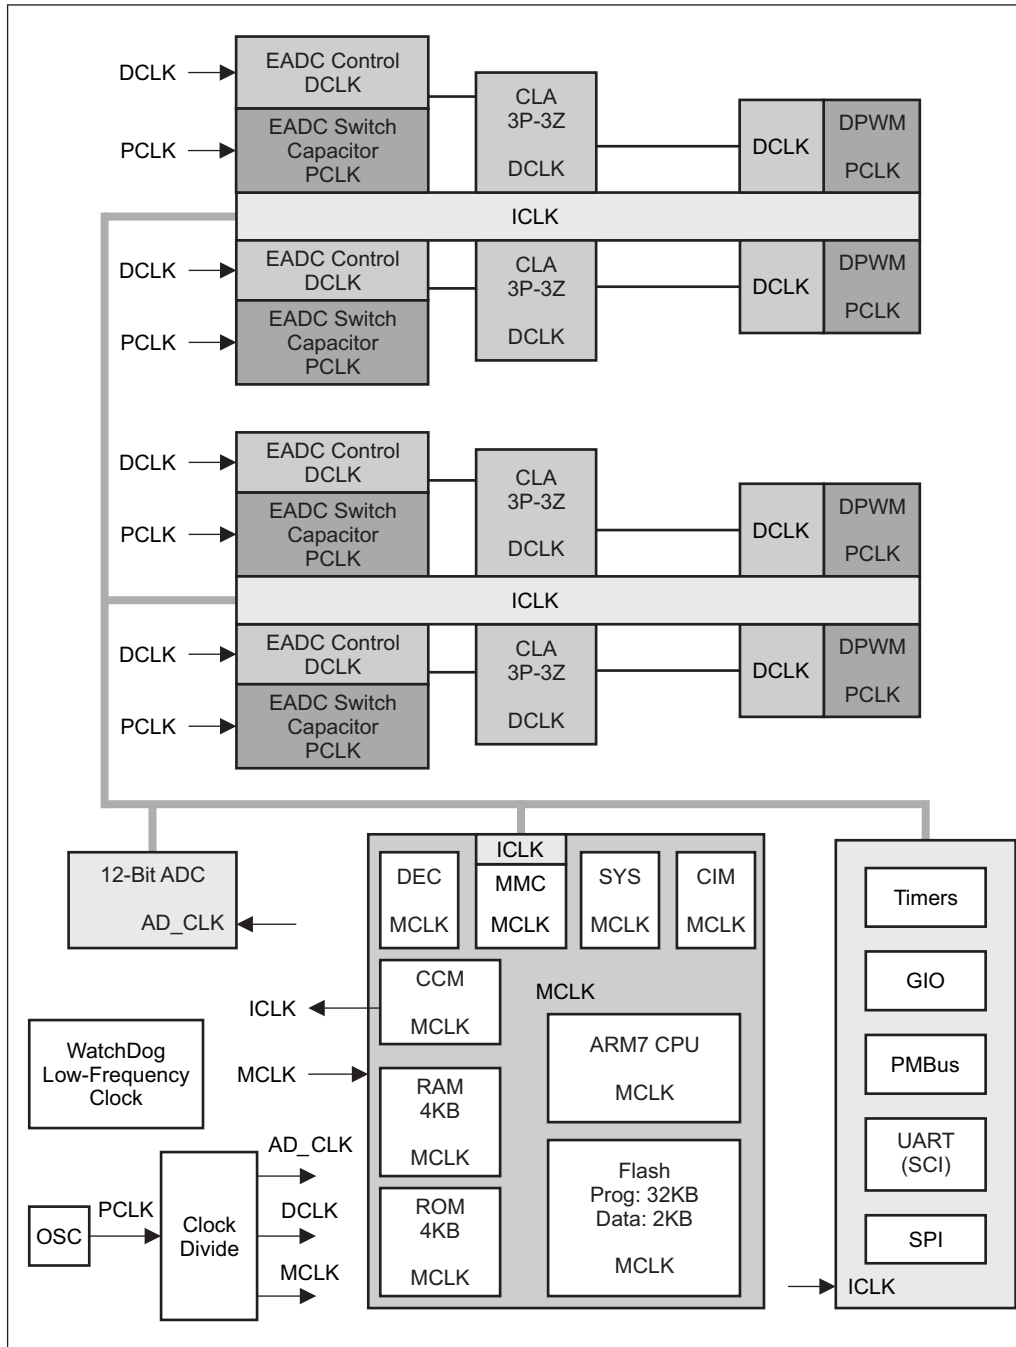 DCLK
EADC Control
DCLK
PCLK
EADC Switch
Capacitor
PCLK
CLA
3P-3Z
DCLK
DCLK
DPWM
PCLK
ICLK
DCLK
EADC Control
DCLK
PCLK
EADC Switch
Capacitor
PCLK
CLA
3P-3Z
DCLK
DCLK
DPWM
PCLK
DCLK
EADC Control
DCLK
PCLK
EADC Switch
Capacitor
PCLK
CLA
3P-3Z
DCLK
DCLK
DPWM
PCLK
ICLK
DCLK
EADC Control
DCLK
PCLK
EADC Switch
Capacitor
PCLK
CLA
3P-3Z
DCLK
DCLK
DPWM
PCLK
12-Bit ADC
AD_CLK
DEC
MCLK
ICLK
MMC
MCLK
SYS
MCLK
CIM
MCLK
ICLK
CCM
MCLK
MCLK
ARM7 CPU
MCLK
MCLK
RAM
4KB
MCLK
ROM
4KB
MCLK
Flash
Prog: 32KB
Data: 2KB
MCLK
WatchDog
Low-Frequency
Clock
OSC
PCLK
Clock
Divide
AD_CLK
DCLK
MCLK
Timers
GIO
PMBus
UART
(SCI)
SPI
ICLK